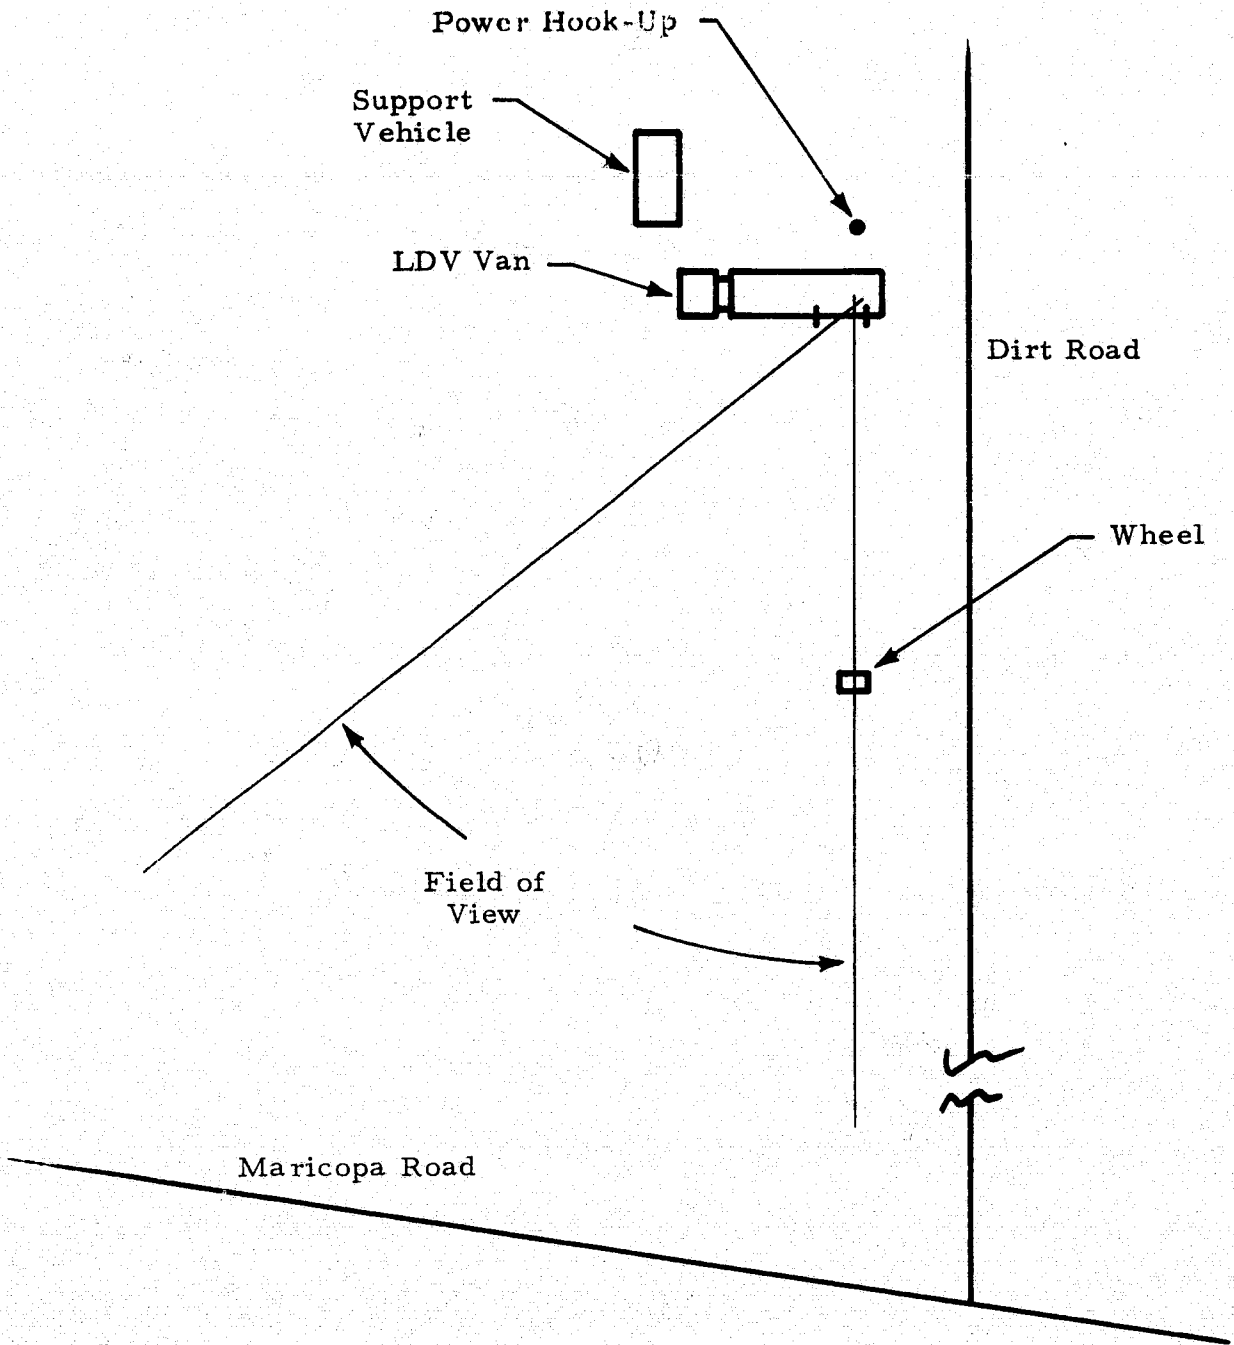 Power Hook-Up
Support
Vehicle
LDV Van
Dirt Road
Wheel
Field of
View
Maricopa Road